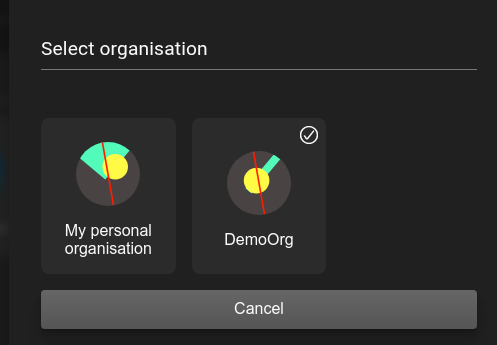 Select organisation
My personal
organisation
DemoOrg
Cancel